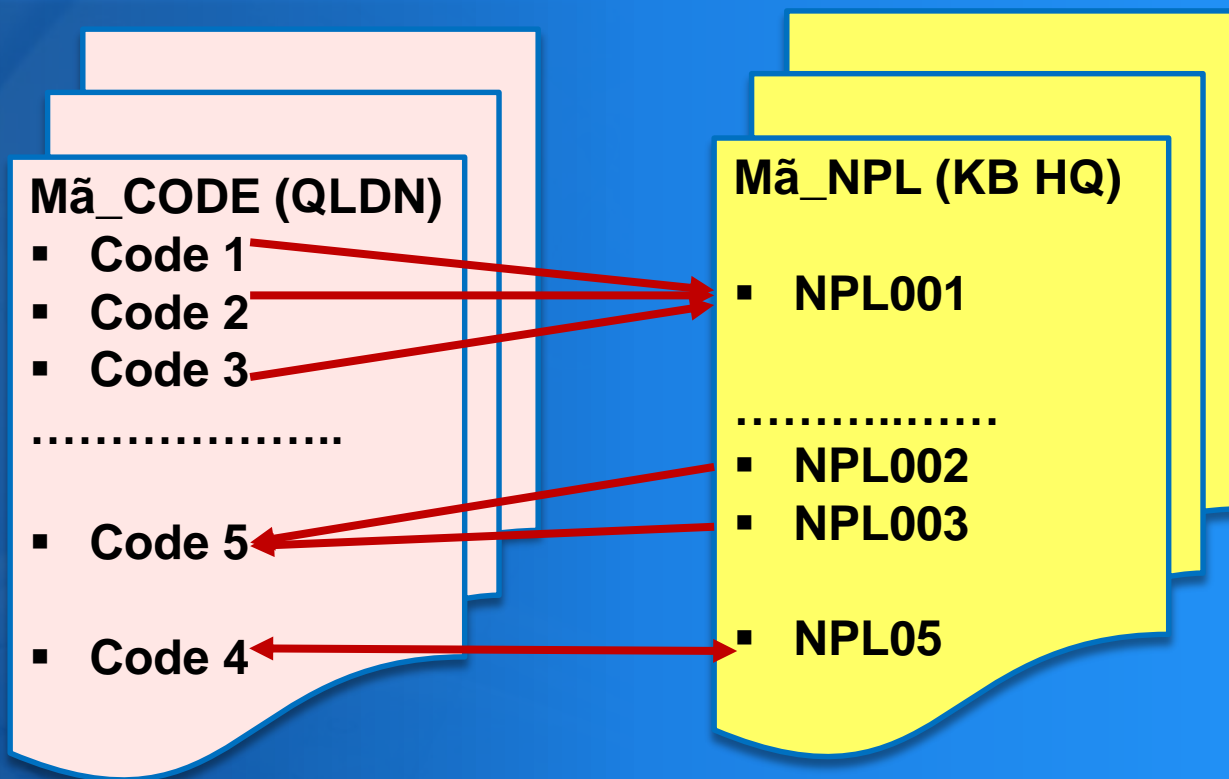 Mã_CODE (QLDN)
▪ Code 1
▪ Code 2
▪ Code 3
………………..
▪ Code 5
▪ Code 4
Mã_NPL (KB HQ)
▪ NPL001
………...……
▪ NPL002
▪ NPL003
▪ NPL05